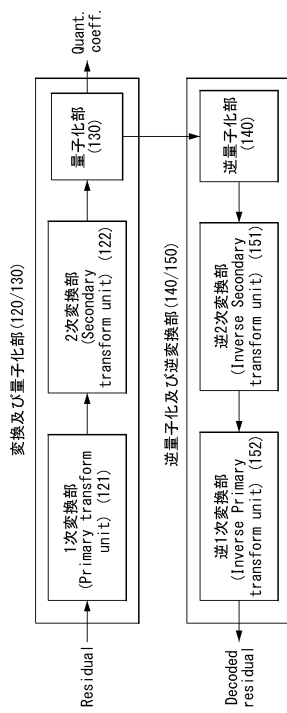 変換及び量子化部(120/130)
Residual
1次変換部
(Primary transform
unit) (121)
2次変換部
(Secondary
transform unit) (122)
量子化部
(130)
Quant.
coeff.
逆量子化及び逆変換部(140/150)
Decoded
residual
逆1次変換部
(Inverse Primary
transform unit) (152)
逆2次変換部
(Inverse Secondary
transform unit) (151)
逆量子化部
(140)